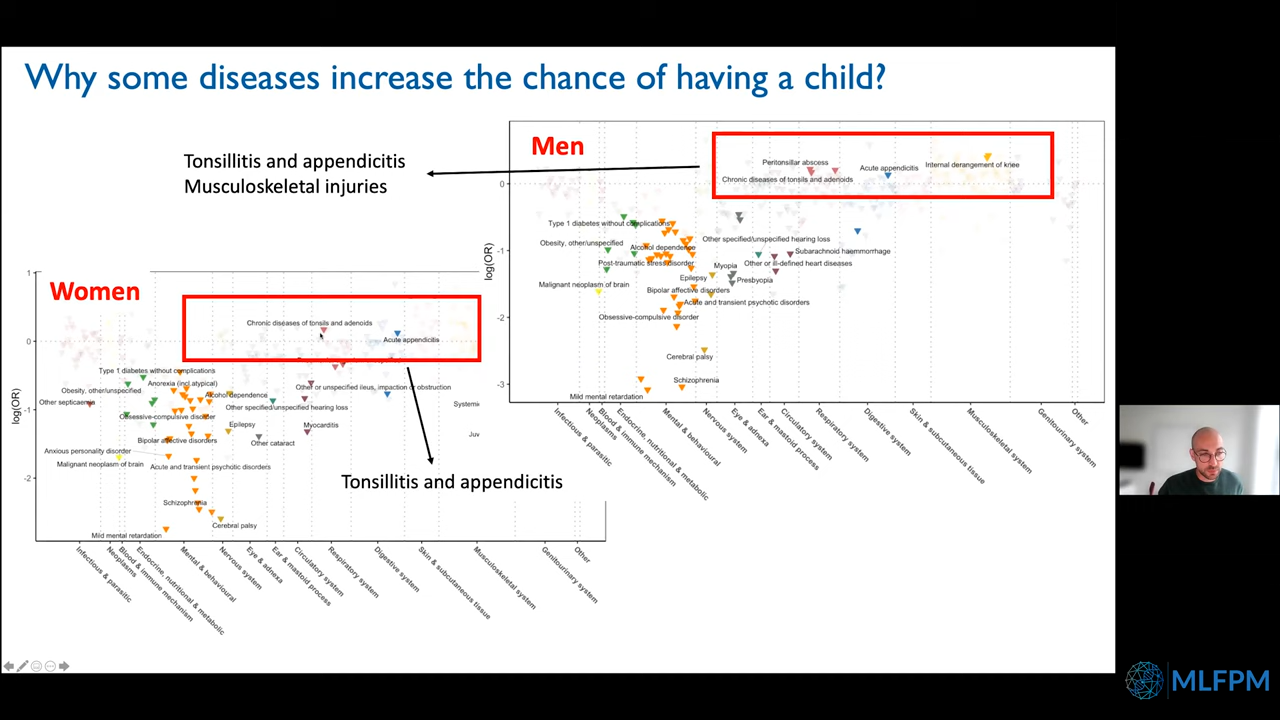 Why some diseases increase the chance of having a child?
Men
Tonsillitis and appendicitis
Musculoskeletal injuries
Peritonsillar abscess
Chronic diseases of tonsils and adenoids
Acute appendicitis
Internal derangement of knee
0
-1
-2
-3
log(OR)
Type 1 diabetes without complications
Obesity, other/unspecified
Alcohol dependence
Post-traumatic stress disorder
Malignant neoplasm of brain
Other specified/unspecified hearing loss
Subarachnoid haemmorrhage
Myopia
Other or ill-defined heart diseases
Epilepsy
Presbyopia
Bipolar affective disorders
Acute and transient psychotic disorders
Obsessive-compulsive disorder
Cerebral palsy
Schizophrenia
Mild mental retardation
Infectious & parasitic
Neoplasms
Blood & immune mechanism
Endocrine, nutritional & metabolic
Mental & behavioural
Nervous system
Eye & adnexa
Ear & mastoid process
Circulatory system
Respiratory system
Digestive system
Skin & subcutaneous tissue
Musculoskeletal system
Genitourinary system
Other
Women
1
0
-1
-2
log(OR)
Chronic diseases of tonsils and adenoids
Acute appendicitis
Type 1 diabetes without complications
Anorexia (incl.atypical)
Obesity, other/unspecified
Alcohol dependence
Other or unspecified ileus, impaction or obstruction
Other septicaemia
Other specified/unspecified hearing loss
Systemic
Obsessive-compulsive disorder
Epilepsy
Myocarditis
Juv
Bipolar affective disorders
Other cataract
Anxious personality disorder
Malignant neoplasm of brain
Acute and transient psychotic disorders
Schizophrenia
Cerebral palsy
Mild mental retardation
Tonsillitis and appendicitis
Infectious & parasitic
Neoplasms
Blood & immune mechanism
Endocrine, nutritional & metabolic
Mental & behavioural
Nervous system
Eye & adnexa
Ear & mastoid process
Circulatory system
Respiratory system
Digestive system
Skin & subcutaneous tissue
Musculoskeletal system
Genitourinary system
Other
MLFPM